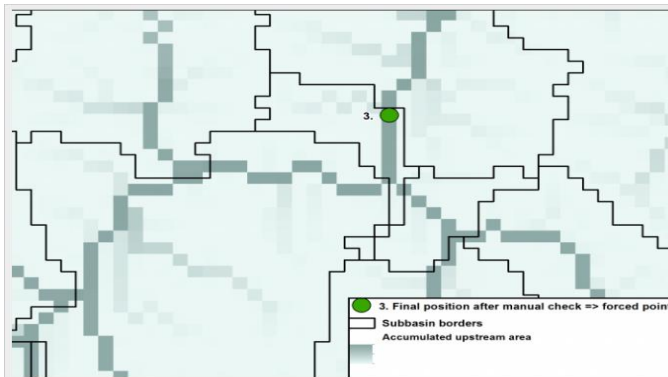 3.
3. Final position after manual check => forced point
Subbasin borders
Accumulated upstream area